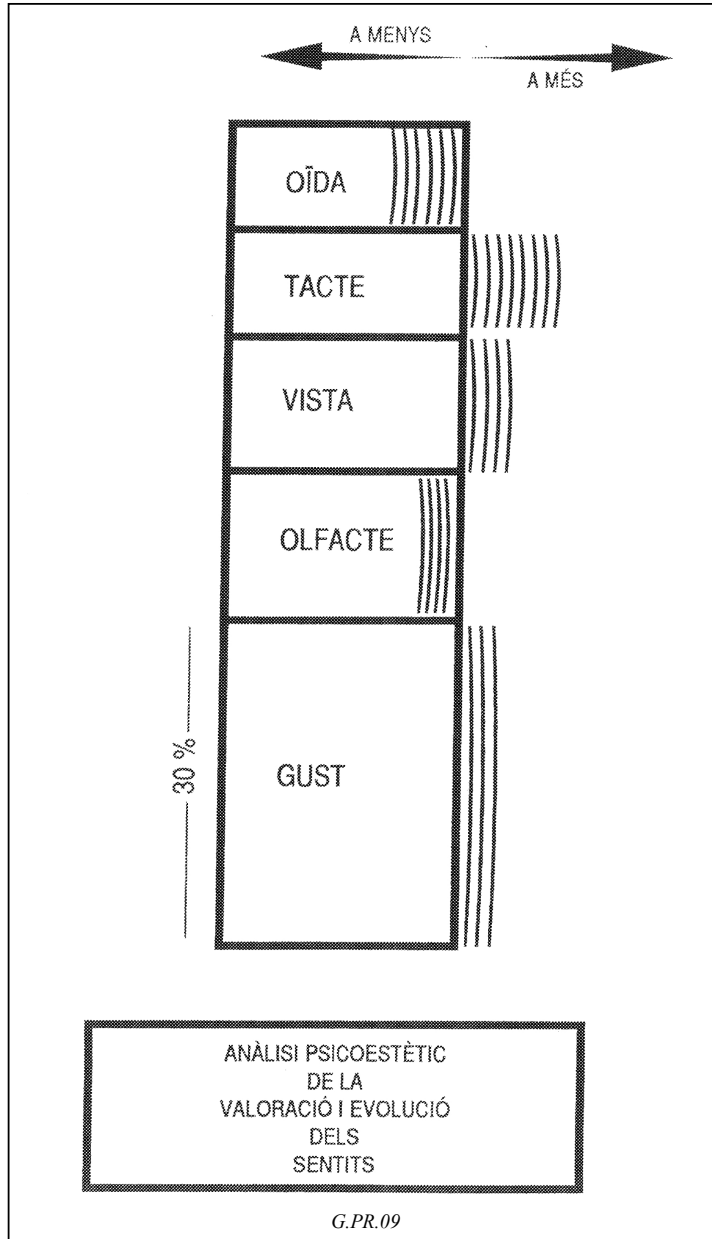 A MENYS
A MÉS
OÏDA
TACTE
VISTA
OLFACTE
30 %
GUST
ANÀLISI PSICOESTÈTIC
DE LA
VALORACIÓ I EVOLUCIÓ
DELS
SENTITS
G.PR.09